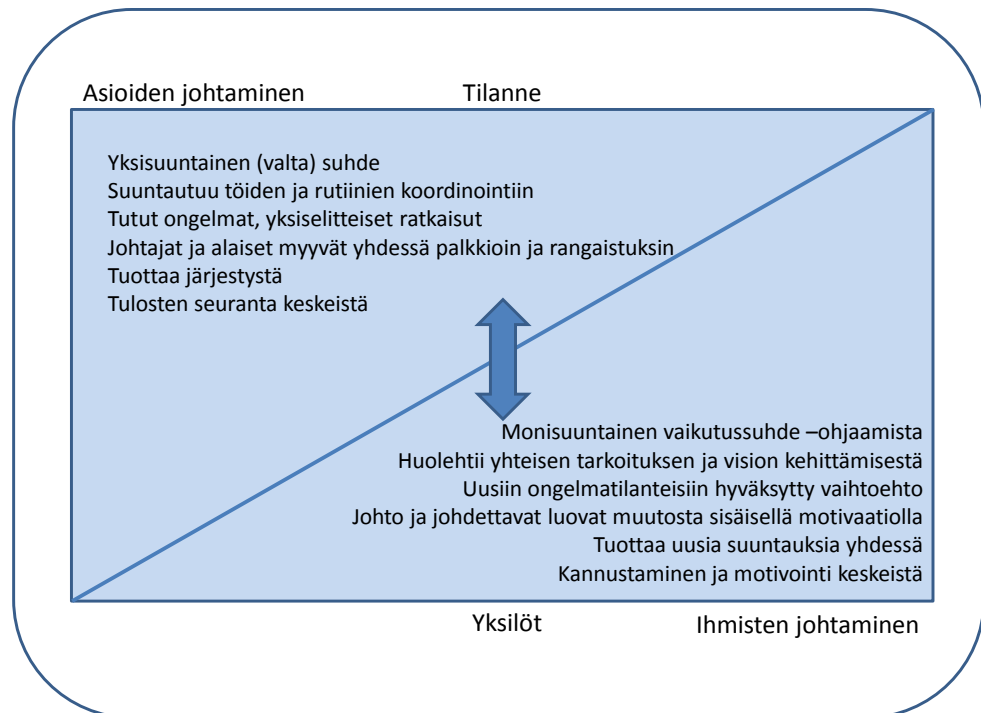 Asioiden johtaminen
Tilanne
Yksisuuntainen (valta) suhde
Suuntautuu töiden ja rutiinien koordinointiin
Tutut ongelmat, yksiselitteiset ratkaisut
Johtajat ja alaiset myyvät yhdessä palkkioin ja rangaistuksin
Tuottaa järjestystä
Tulosten seuranta keskeistä
Monisuuntainen vaikutussuhde –ohjaamista
Huolehtii yhteisen tarkoituksen ja vision kehittämisestä
Uusiin ongelmatilanteisiin hyväksytty vaihtoehto
Johto ja johdettavat luovat muutosta sisäisellä motivaatiolla
Tuottaa uusia suuntauksia yhdessä
Kannustaminen ja motivointi keskeistä
Yksilöt
Ihmisten johtaminen